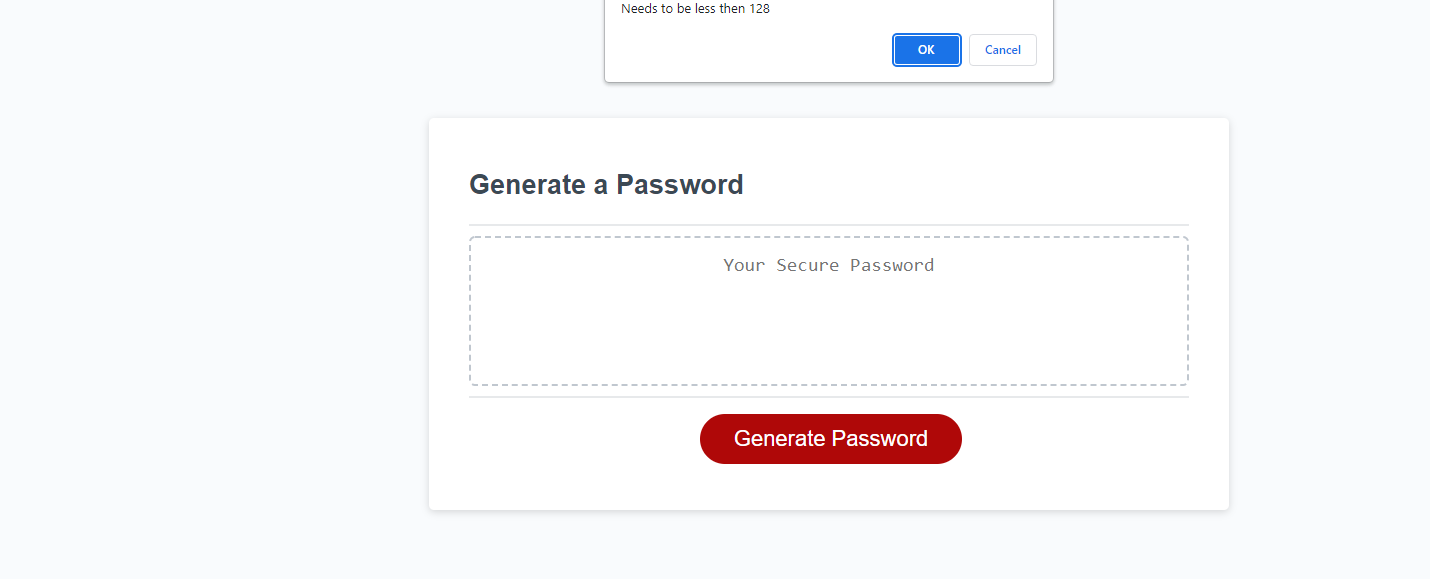 Needs to be less then 128
OK
Cancel
Generate a Password
Your Secure Password
Generate Password